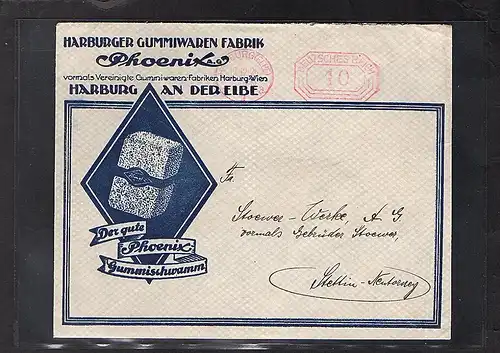 HARBURGER GUMMIWAREN FABRIK
Phoenix A.G.
vormals Vereinigte Gummiwaren-Fabriken Harburg-Wien
HARBURG AN DER ELBE
DEUTSCHES REICH
10
Der gute
Phoenix
Gummischwamm
Fa.
Stoewer-Werke, A G.
vormals Gebrüder Stoewer,
Stettin-Neutorney